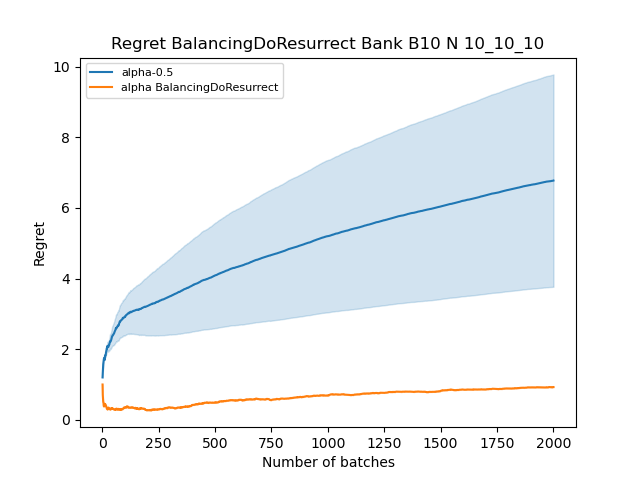 Regret BalancingDoResurrect Bank B10 N 10_10_10
alpha-0.5
alpha BalancingDoResurrect
Regret
10
8
6
4
2
0
0 250 500 750 1000 1250 1500 1750 2000
Number of batches